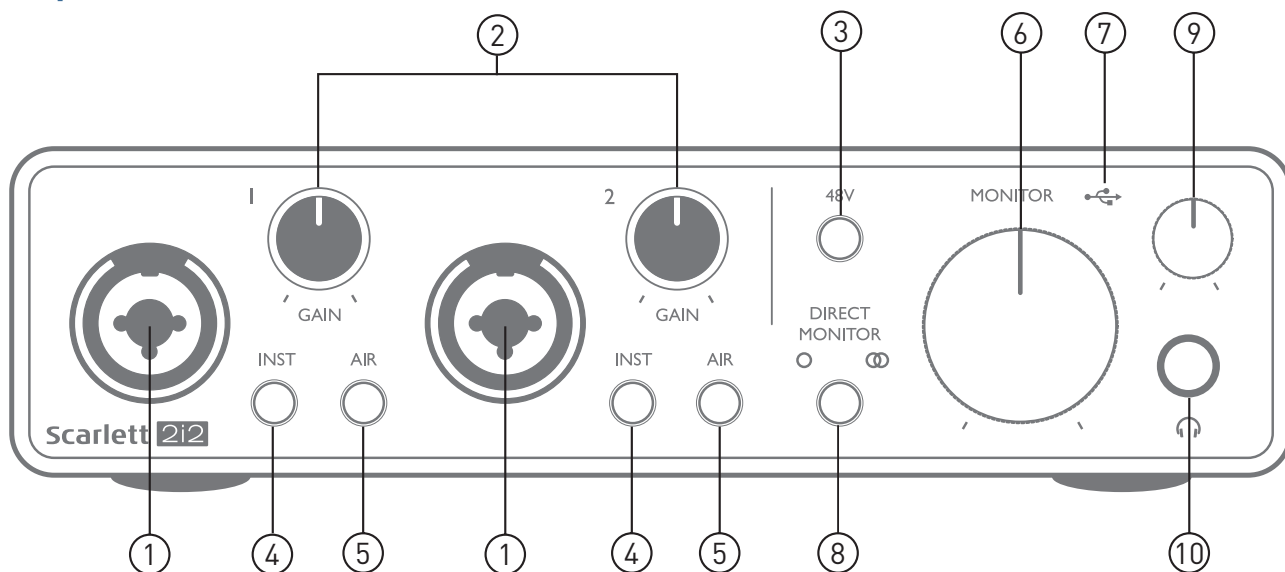 2
3
6
7
9
1
2
48V
MONITOR
GAIN
GAIN
DIRECT
MONITOR
INST
AIR
INST
AIR
Scarlett 2i2
1
4
5
1
4
5
8
10